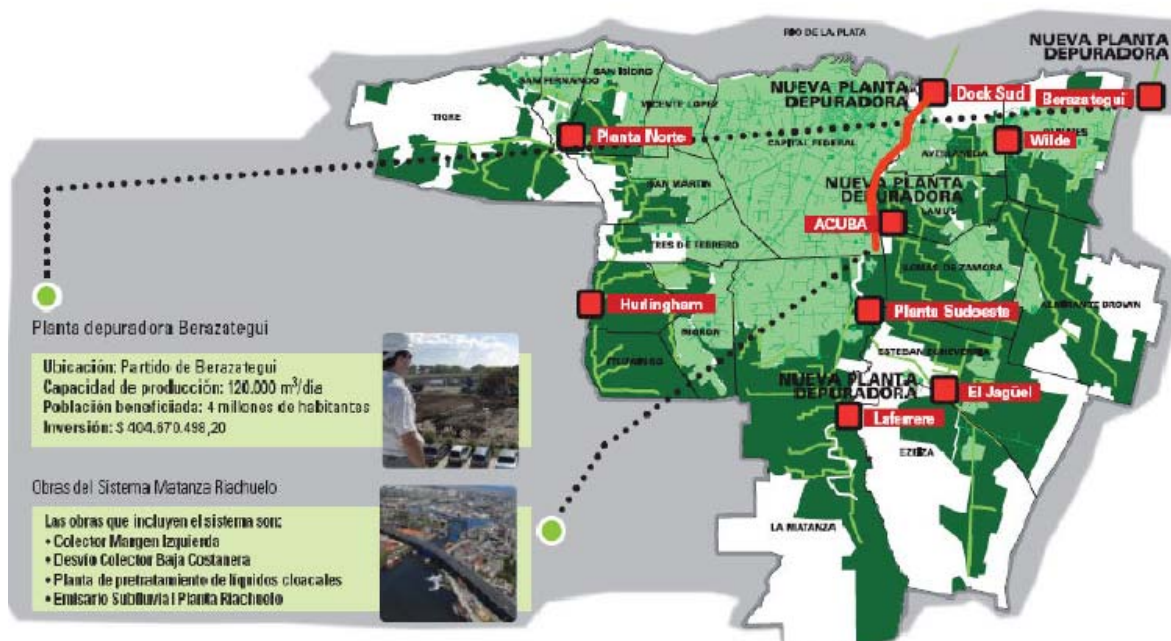 RIO DE LA PLATA
NUEVA PLANTA
DEPURADORA
SAN ISIDRO
SAN FERNANDO
NUEVA PLANTA
DEPURADORA
Dock Sud
Berazategui
VICENTE LOPEZ
TIGRE
Planta Norte
CAPITAL FEDERAL
AVELLANEDA
Wilde
SAN MARTIN
NUEVA PLANTA
DEPURADORA
LANUS
ACUBA
TRES DE FEBRERO
LOMAS DE ZAMORA
ALMIRANTE BROWN
Hurlingham
Planta Sudoeste
MORON
ITUZAINGO
ESTEBAN ECHEVERRIA
NUEVA PLANTA
DEPURADORA
El Jagüel
Laferrere
EZEIZA
LA MATANZA
Planta depuradora Berazategui
Ubicación: Partido de Berazategui
Capacidad de producción: 120.000 m³/día
Población beneficiada: 4 millones de habitantes
Inversión: $ 404.670.498,20
Obras del Sistema Matanza Riachuelo
Las obras que incluyen el sistema son:
• Colector Margen Izquierda
• Desvío Colector Baja Costanera
• Planta de pretratamiento de líquidos cloacales
• Emisario Subfluvial Planta Riachuelo